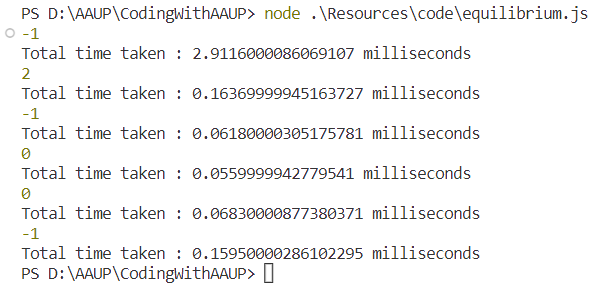 PS D:\AAUP\CodingWithAAUP> node .\Resources\code\equilibrium.js
-1
Total time taken : 2.9116000086069107 milliseconds
2
Total time taken : 0.16369999945163727 milliseconds
-1
Total time taken : 0.06180000305175781 milliseconds
0
Total time taken : 0.0559999942779541 milliseconds
0
Total time taken : 0.06830000877380371 milliseconds
-1
Total time taken : 0.15950000286102295 milliseconds
PS D:\AAUP\CodingWithAAUP>